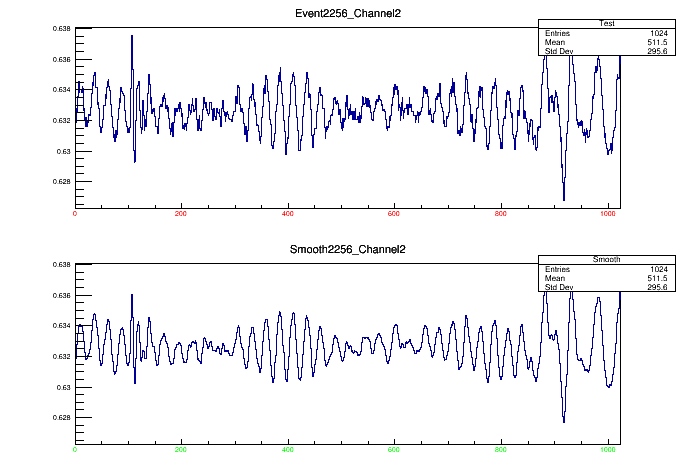 Event2256_Channel2
Test
Entries 1024
Mean 511.5
Std Dev 295.6
0.638
0.636
0.634
0.632
0.63
0.628
0 200 400 600 800 1000
Smooth2256_Channel2
Smooth
Entries 1024
Mean 511.5
Std Dev 295.6
0.638
0.636
0.634
0.632
0.63
0.628
0 200 400 600 800 1000